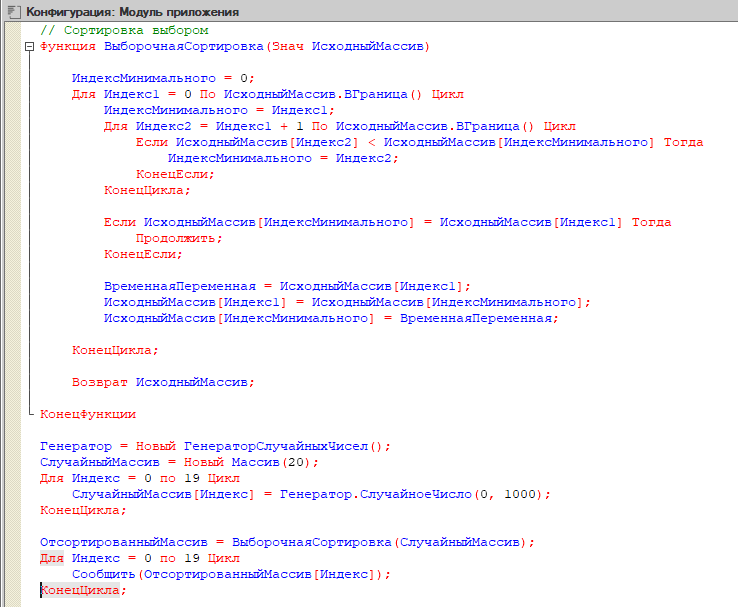 Конфигурация: Модуль приложения
// Сортировка выбором
Функция ВыборочнаяСортировка(Знач ИсходныйМассив)
ИндексМинимального = 0;
Для Индекс1 = 0 По ИсходныйМассив.ВГраница() Цикл
ИндексМинимального = Индекс1;
Для Индекс2 = Индекс1 + 1 По ИсходныйМассив.ВГраница() Цикл
Если ИсходныйМассив[Индекс2] < ИсходныйМассив[ИндексМинимального] Тогда
ИндексМинимального = Индекс2;
КонецЕсли;
КонецЦикла;
Если ИсходныйМассив[ИндексМинимального] = ИсходныйМассив[Индекс1] Тогда
Продолжить;
КонецЕсли;
ВременнаяПеременная = ИсходныйМассив[Индекс1];
ИсходныйМассив[Индекс1] = ИсходныйМассив[ИндексМинимального];
ИсходныйМассив[ИндексМинимального] = ВременнаяПеременная;
КонецЦикла;
Возврат ИсходныйМассив;
КонецФункции
Генератор = Новый ГенераторСлучайныхЧисел();
СлучайныйМассив = Новый Массив(20);
Для Индекс = 0 по 19 Цикл
СлучайныйМассив[Индекс] = Генератор.СлучайноеЧисло(0, 1000);
КонецЦикла;
ОтсортированныйМассив = ВыборочнаяСортировка(СлучайныйМассив);
Для Индекс = 0 по 19 Цикл
Сообщить(ОтсортированныйМассив[Индекс]);
КонецЦикла;